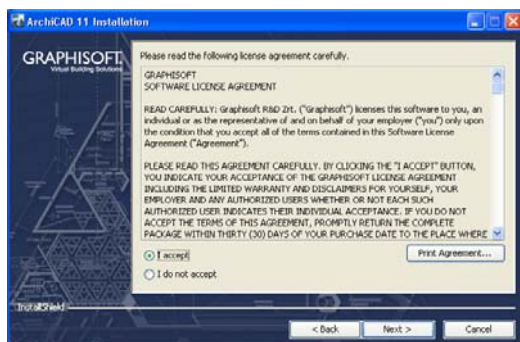 ArchiCAD 11 Installation
GRAPHISOFT.
Virtual Building Solutions
Please read the following license agreement carefully.
GRAPHISOFT
SOFTWARE LICENSE AGREEMENT
READ CAREFULLY: Graphisoft R&D Zrt. ("Graphisoft") licenses this software to you, an
individual or as the representative of and on behalf of your employer ("you") only upon
the condition that you accept all of the terms contained in this Software License
Agreement ("Agreement").
PLEASE READ THIS AGREEMENT CAREFULLY. BY CLICKING THE "I ACCEPT" BUTTON,
YOU INDICATE YOUR ACCEPTANCE OF THE GRAPHISOFT LICENSE AGREEMENT
INCLUDING THE LIMITED WARRANTY AND DISCLAIMERS FOR YOURSELF, YOUR
EMPLOYER AND ANY AUTHORIZED USERS WHETHER OR NOT EACH SUCH
AUTHORIZED USER INDICATES THEIR INDIVIDUAL ACCEPTANCE. IF YOU DO NOT
ACCEPT THE TERMS OF THIS AGREEMENT, PROMPTLY RETURN THE COMPLETE
PACKAGE WITHIN THIRTY (30) DAYS OF YOUR PURCHASE DATE TO THE PLACE WHERE
I accept
Print Agreement...
I do not accept
InstallShield
< Back
Next >
Cancel